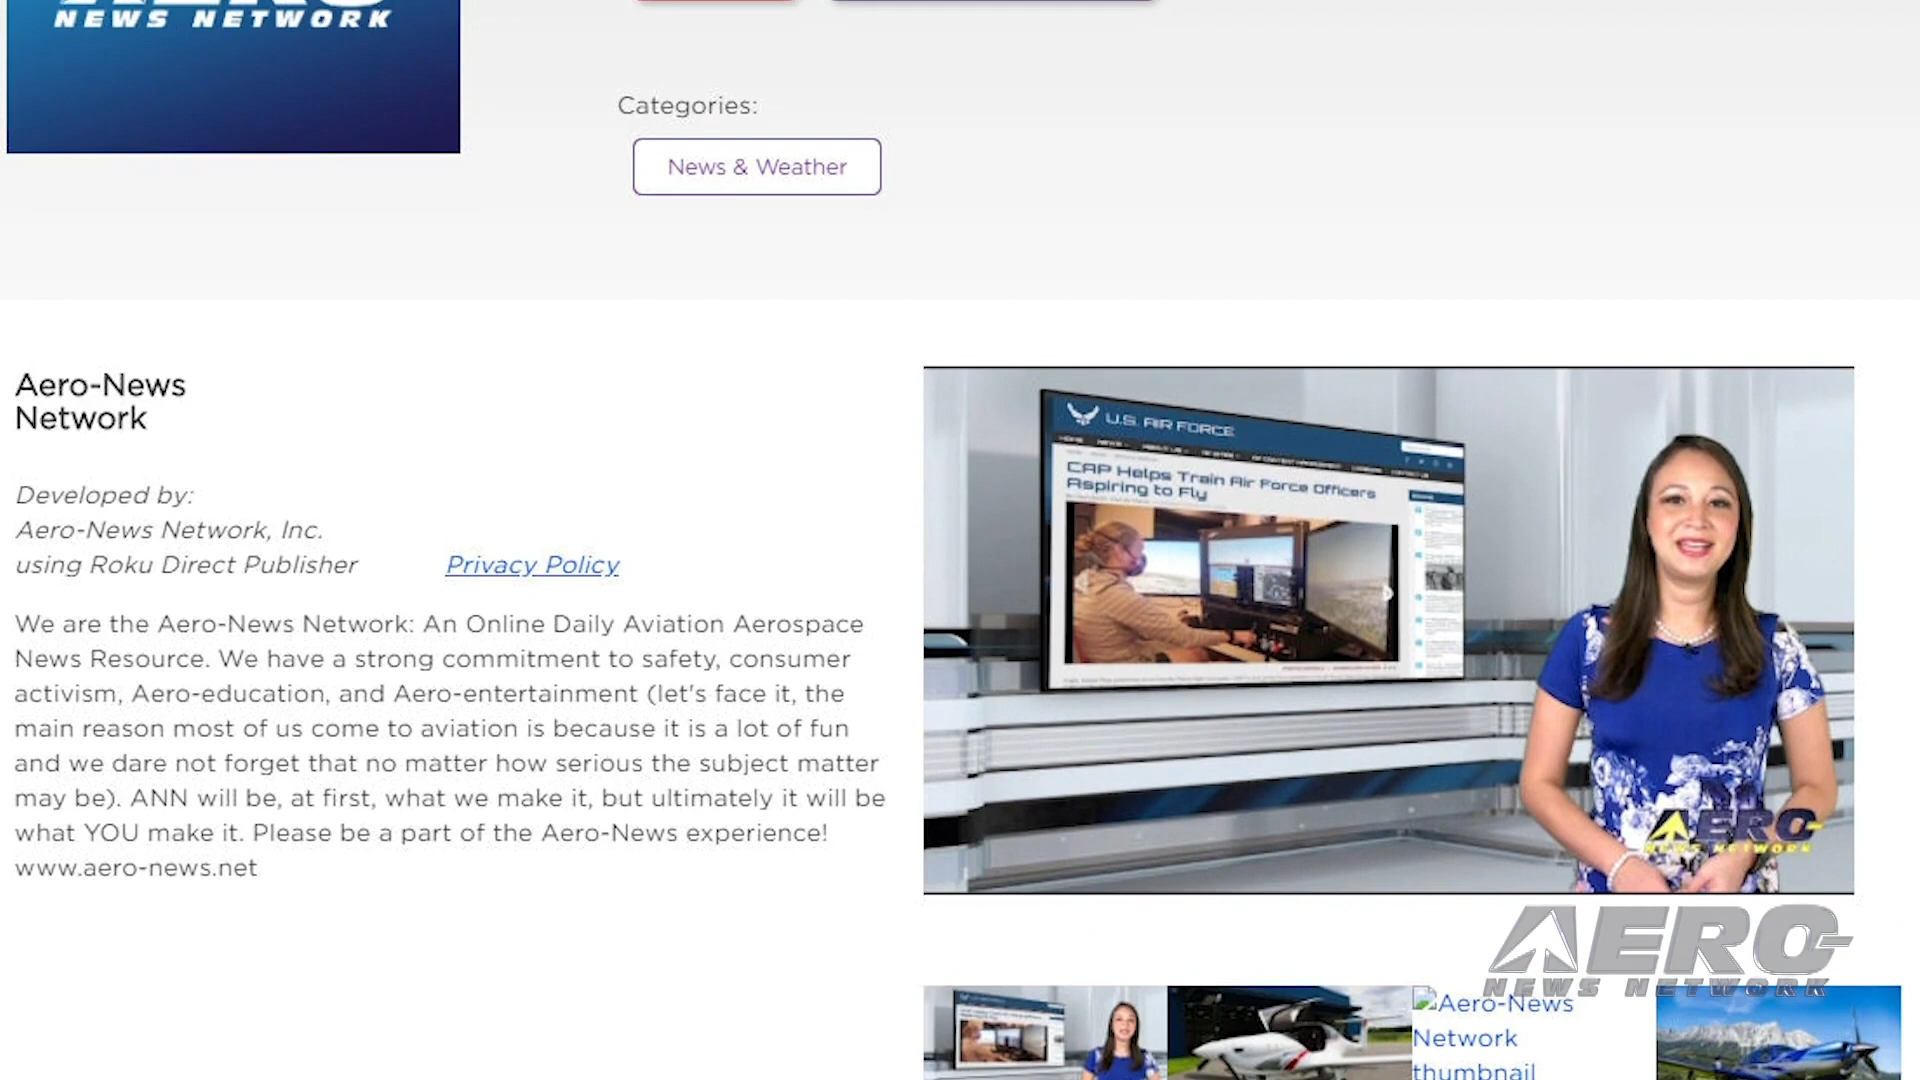 NEWS NETWORK
Categories:
News & Weather
Aero-News
Network
Developed by:
Aero-News Network, Inc.
using Roku Direct Publisher
Privacy Policy
We are the Aero-News Network: An Online Daily Aviation Aerospace
News Resource. We have a strong commitment to safety, consumer
activism, Aero-education, and Aero-entertainment (let's face it, the
main reason most of us come to aviation is because it is a lot of fun
and we dare not forget that no matter how serious the subject matter
may be). ANN will be, at first, what we make it, but ultimately it will be
what YOU make it. Please be a part of the Aero-News experience!
www.aero-news.net
U.S. AIR FORCE
HOME NEWS
CAP Helps Train Air Force Officers
Aspiring to Fly
AERO-
NEWS NETWORK
AERO-
NEWS NETWORK
Aero-News
Network
thumbnail